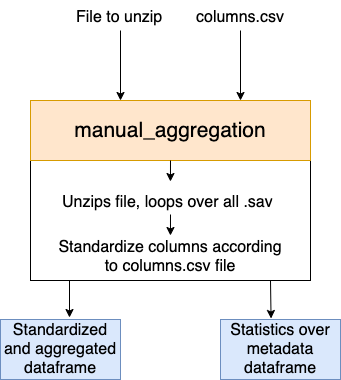 File to unzip
columns.csv
manual_aggregation
Unzips file, loops over all .sav
Standardize columns according
to columns.csv file
Standardized
and aggregated
dataframe
Statistics over
metadata
dataframe